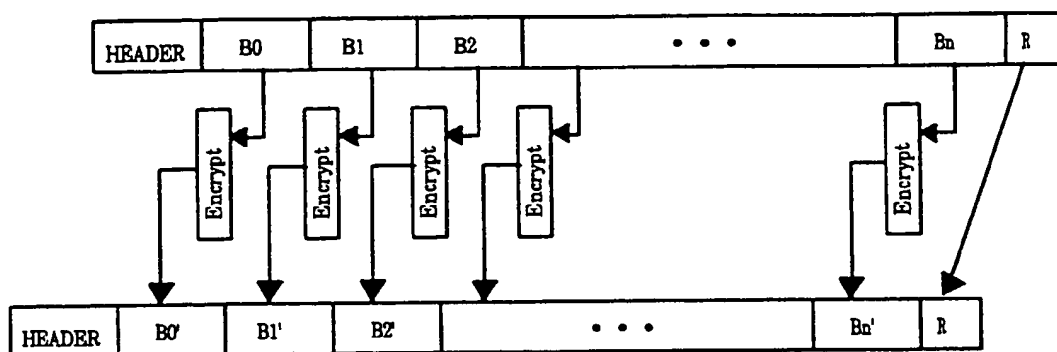 HEADER B0 B1 B2 • • • Bn R
Encrypt Encrypt Encrypt Encrypt Encrypt
HEADER B0' B1' B2' • • • Bn' R